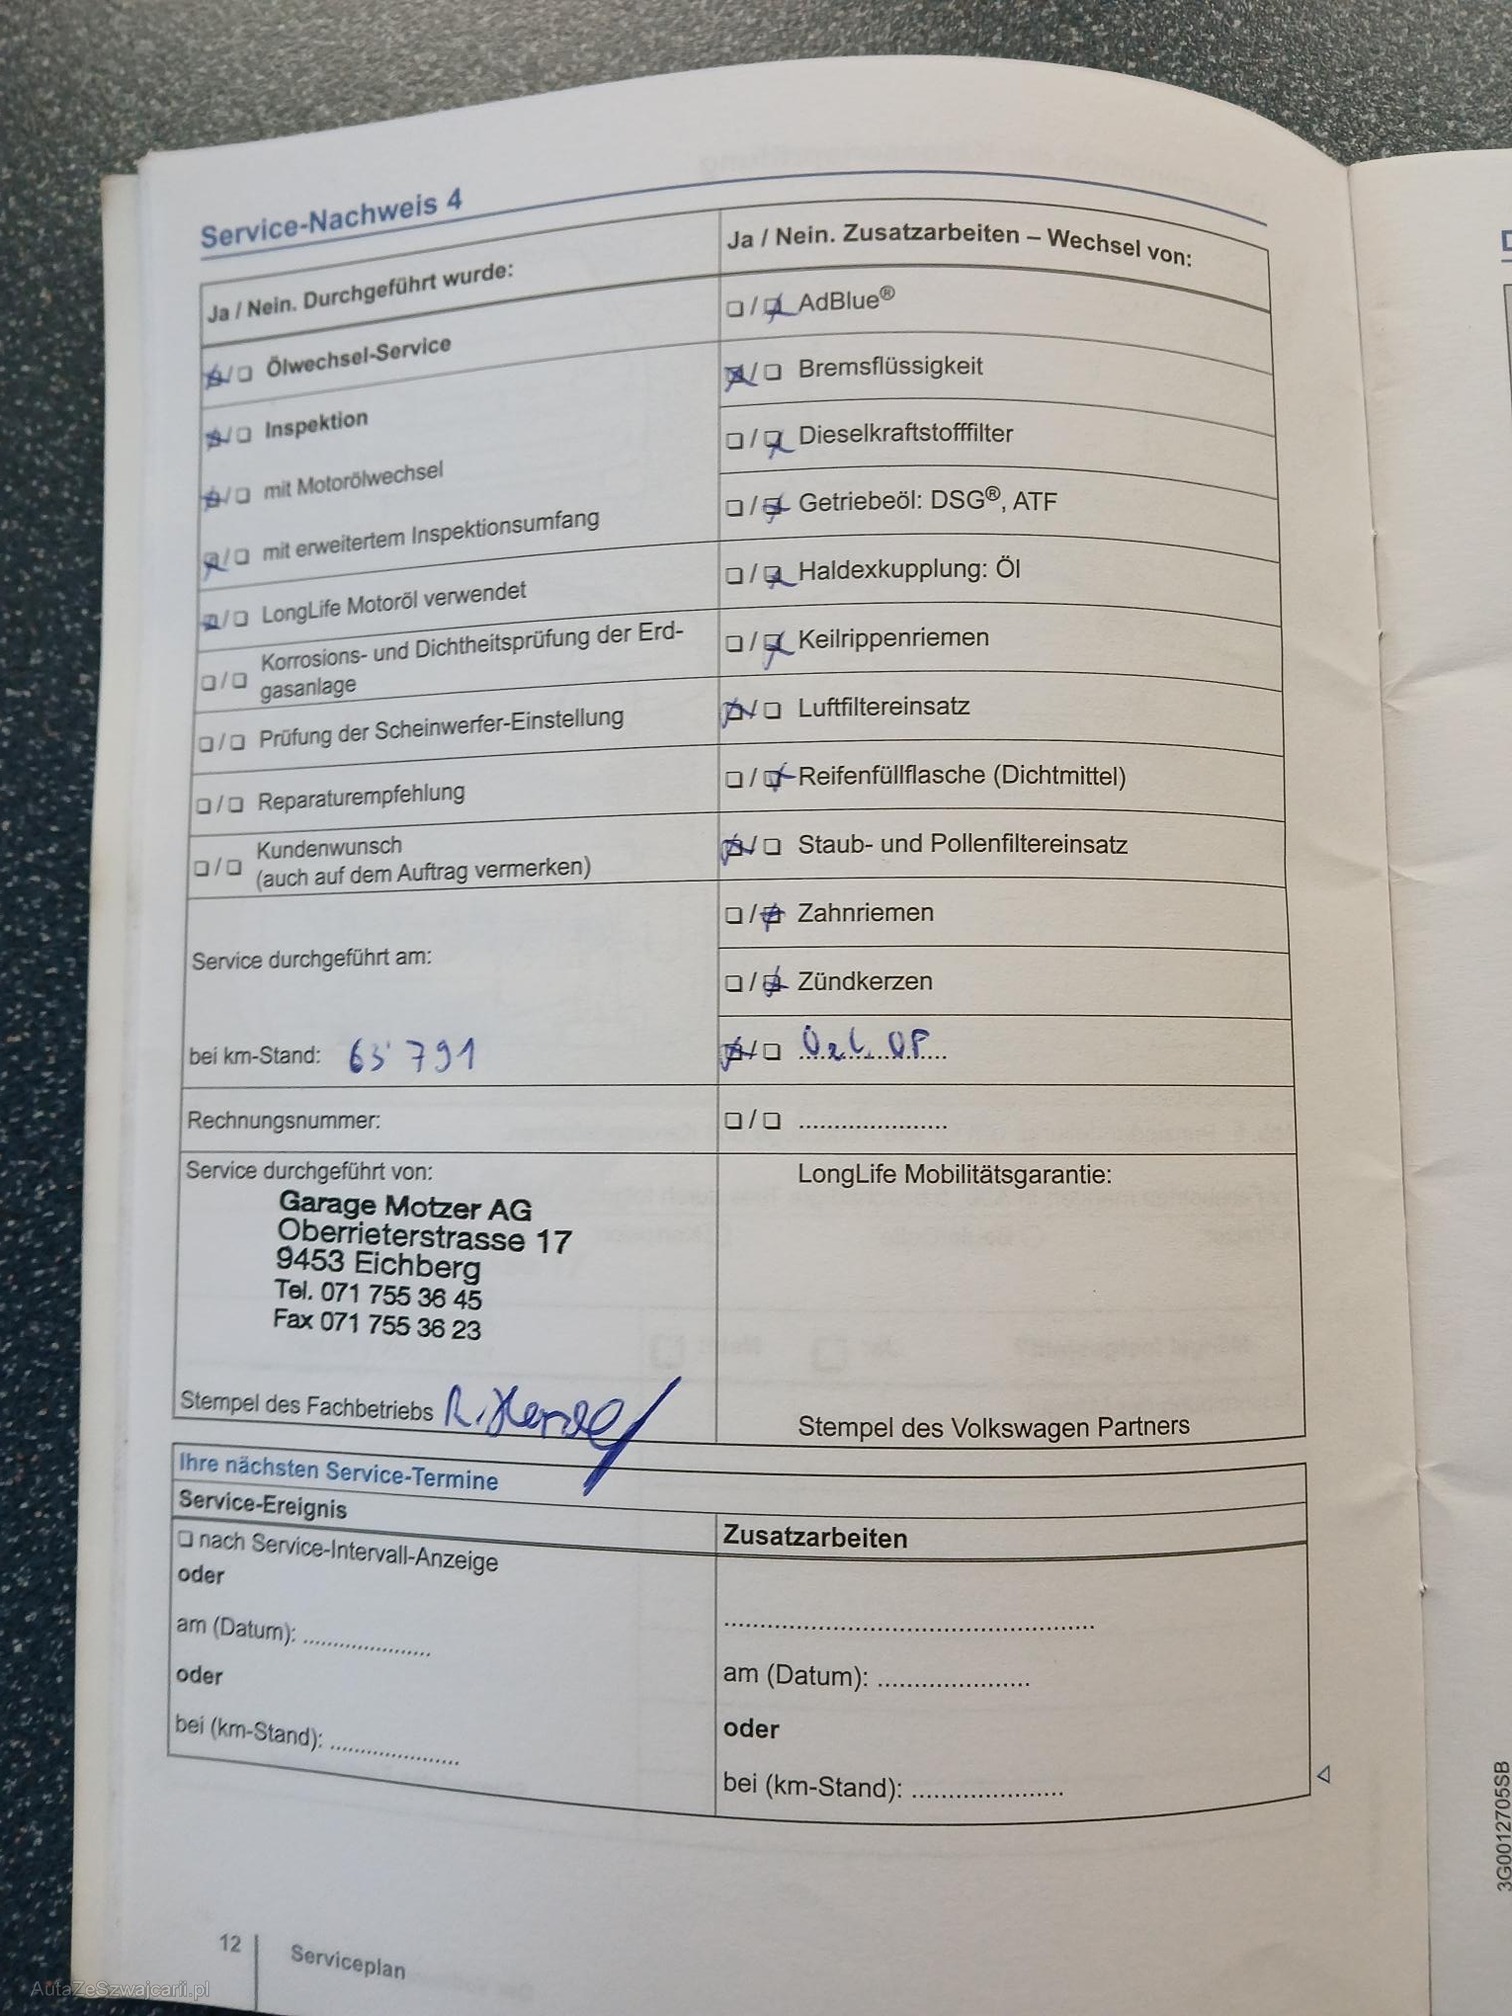 Service-Nachweis 4
Ja / Nein. Durchgeführt wurde:
❏ / ❏ Ölwechsel-Service
❏ / ❏ Inspektion
❏ / ❏ mit Motorölwechsel
❏ / ❏ mit erweitertem Inspektionsumfang
❏ / ❏ LongLife Motoröl verwendet
❏ / ❏ Korrosions- und Dichtheitsprüfung der Erd-
gasanlage
❏ / ❏ Prüfung der Scheinwerfer-Einstellung
❏ / ❏ Reparaturempfehlung
❏ / ❏ Kundenwunsch
(auch auf dem Auftrag vermerken)
Service durchgeführt am:
bei km-Stand: 65'791
Rechnungsnummer:
Service durchgeführt von:
Garage Motzer AG
Oberrieterstrasse 17
9453 Eichberg
Tel. 071 755 36 45
Fax 071 755 36 23
Stempel des Fachbetriebs
Ja / Nein. Zusatzarbeiten – Wechsel von:
❏ / ❏ AdBlue®
❏ / ❏ Bremsflüssigkeit
❏ / ❏ Dieselkraftstofffilter
❏ / ❏ Getriebeöl: DSG®, ATF
❏ / ❏ Haldexkupplung: Öl
❏ / ❏ Keilrippenriemen
❏ / ❏ Luftfiltereinsatz
❏ / ❏ Reifenfüllflasche (Dichtmittel)
❏ / ❏ Staub- und Pollenfiltereinsatz
❏ / ❏ Zahnriemen
❏ / ❏ Zündkerzen
❏ / ❏
❏ / ❏ .....................
LongLife Mobilitätsgarantie:
Stempel des Volkswagen Partners
Ihre nächsten Service-Termine
Service-Ereignis
❏ nach Service-Intervall-Anzeige
oder
am (Datum): ..................
oder
bei (km-Stand): ..................
Zusatzarbeiten
....................................................
am (Datum): .....................
oder
bei (km-Stand): .....................
3G0012705SB
12
Serviceplan
AutaZeSzwajcarii.pl